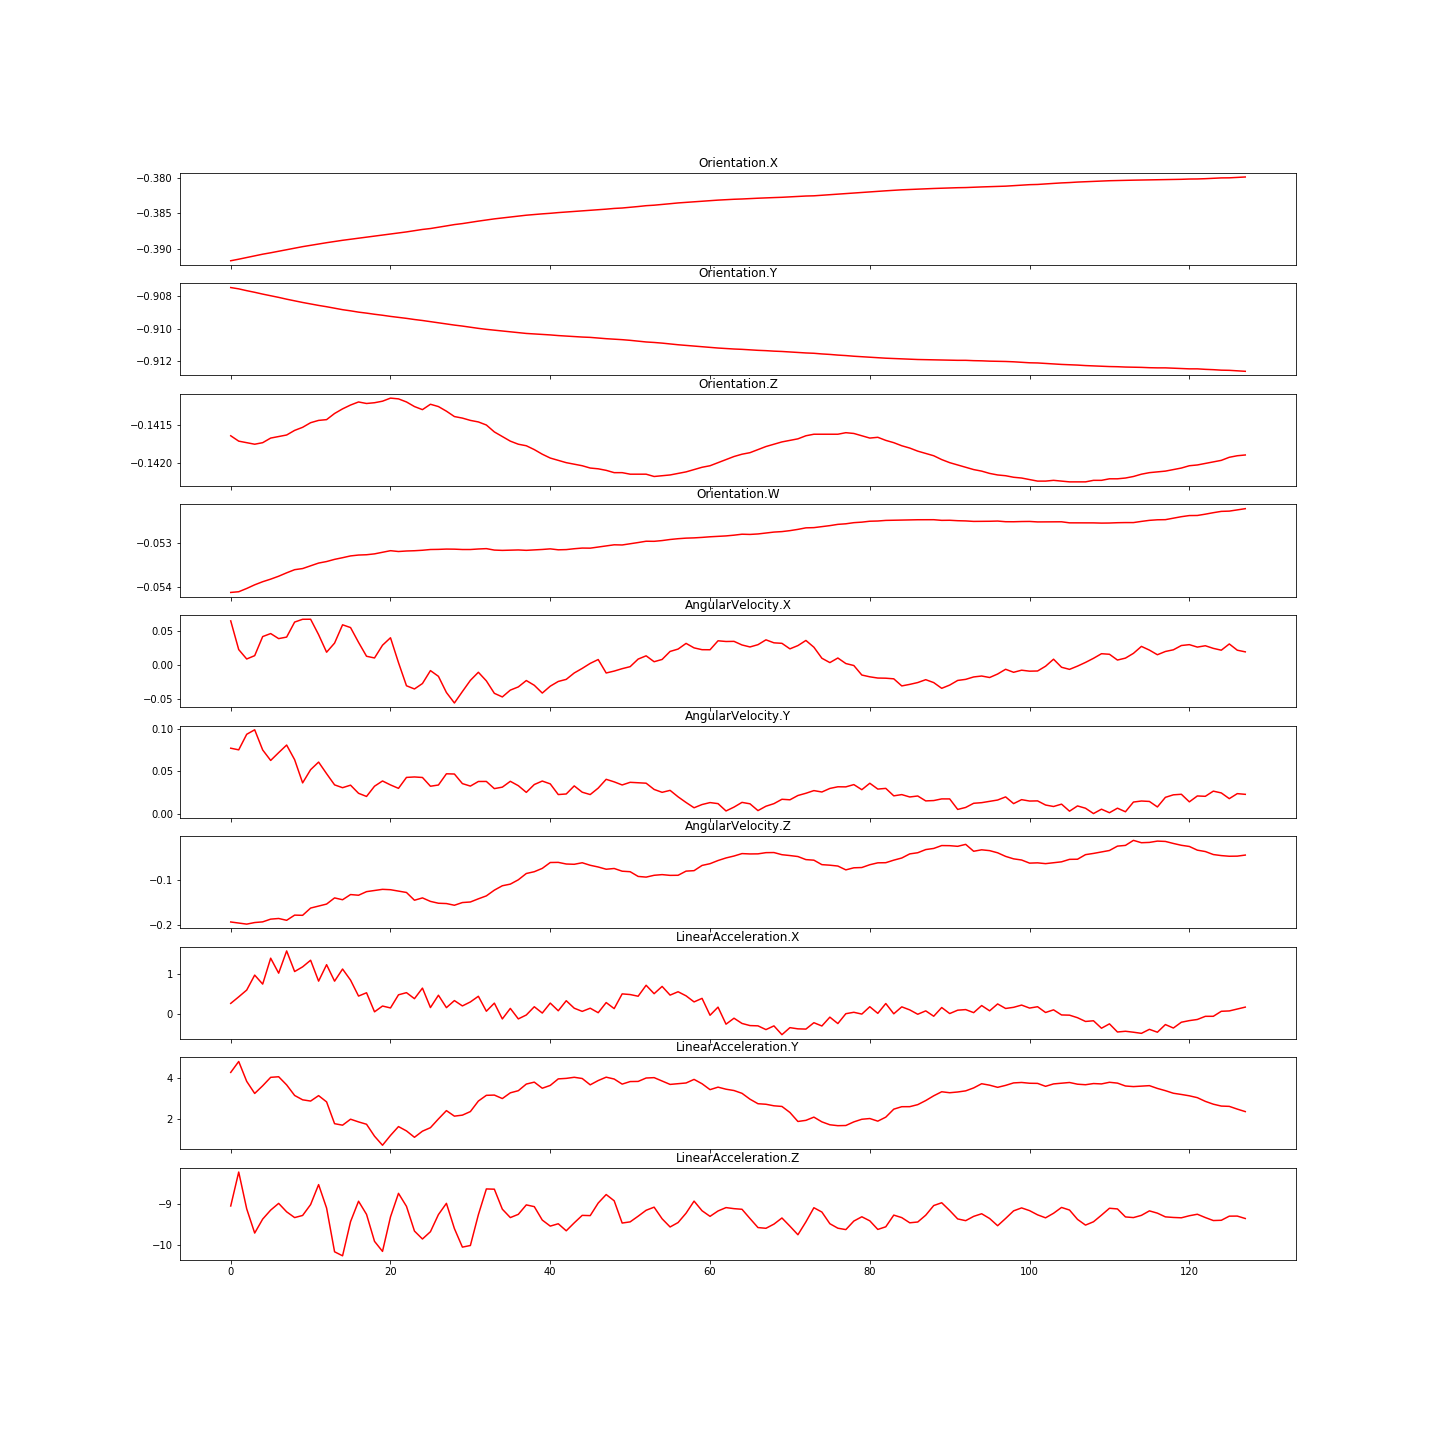 Orientation.X
−0.380
−0.385
−0.390
Orientation.Y
−0.908
−0.910
−0.912
Orientation.Z
−0.1415
−0.1420
Orientation.W
−0.053
−0.054
AngularVelocity.X
0.05
0.00
−0.05
AngularVelocity.Y
0.10
0.05
0.00
AngularVelocity.Z
−0.1
−0.2
LinearAcceleration.X
1
0
LinearAcceleration.Y
4
2
LinearAcceleration.Z
−9
−10
0 20 40 60 80 100 120